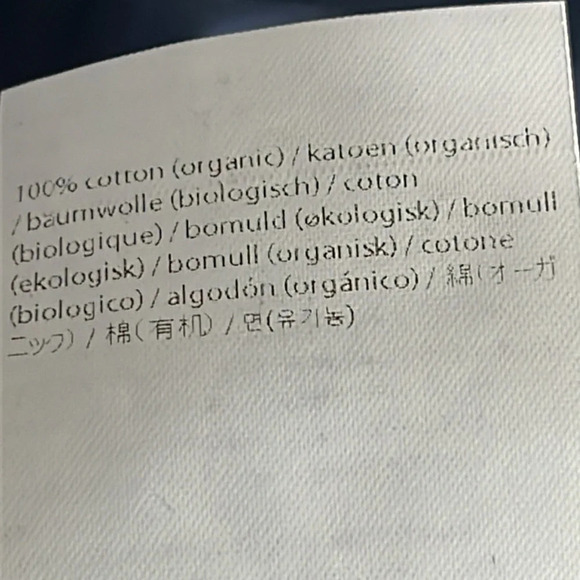 100% cotton (organic) / katoen (organisch)
/ baumwolle (biologisch) / coton
(biologique) / bomuld (økologisk) / bomull
(ekologisk) / bomull (organisk) / cotone
(biologico) / algodón (orgánico) / 綿(オーガ
ニック) / 棉(有机) / 면(유기농)